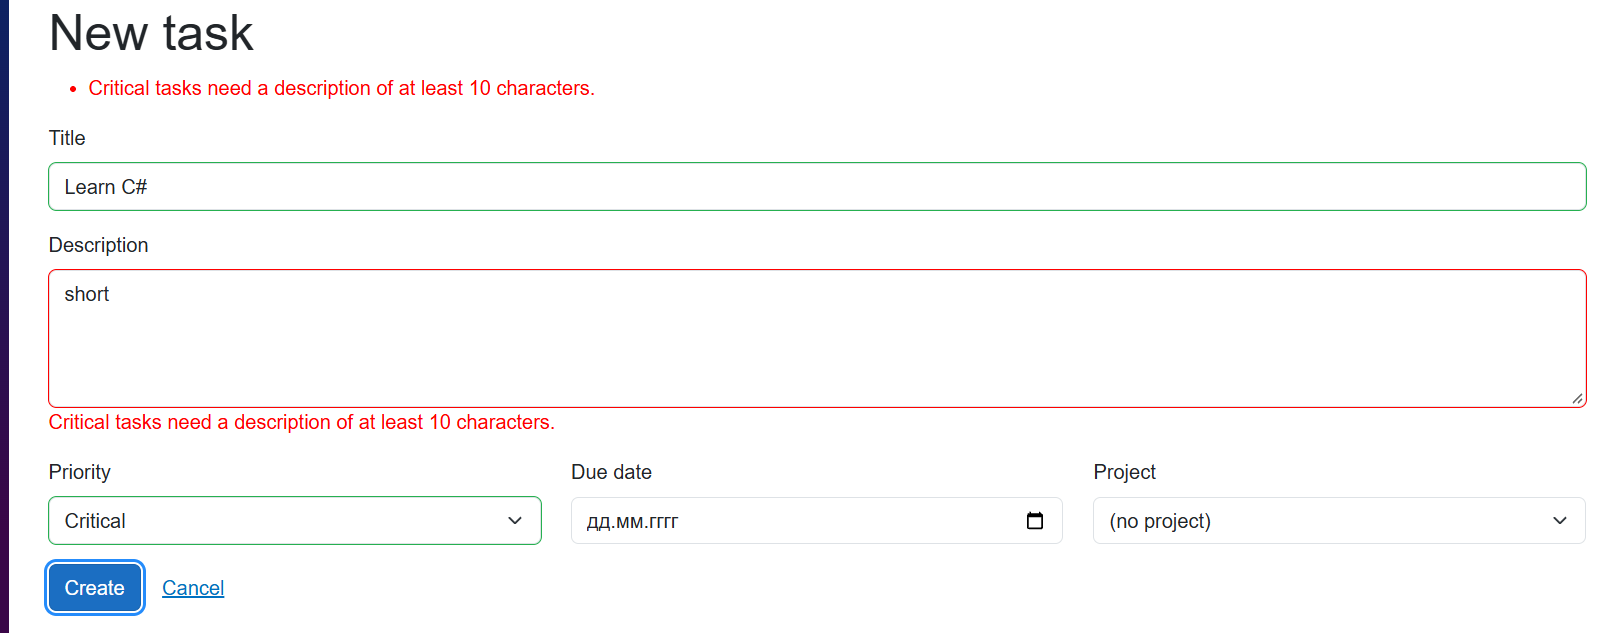 New task
Critical tasks need a description of at least 10 characters.
Title
Learn C#
Description
short
Critical tasks need a description of at least 10 characters.
Priority Due date Project
Critical дд.мм.гггг (no project)
Create Cancel